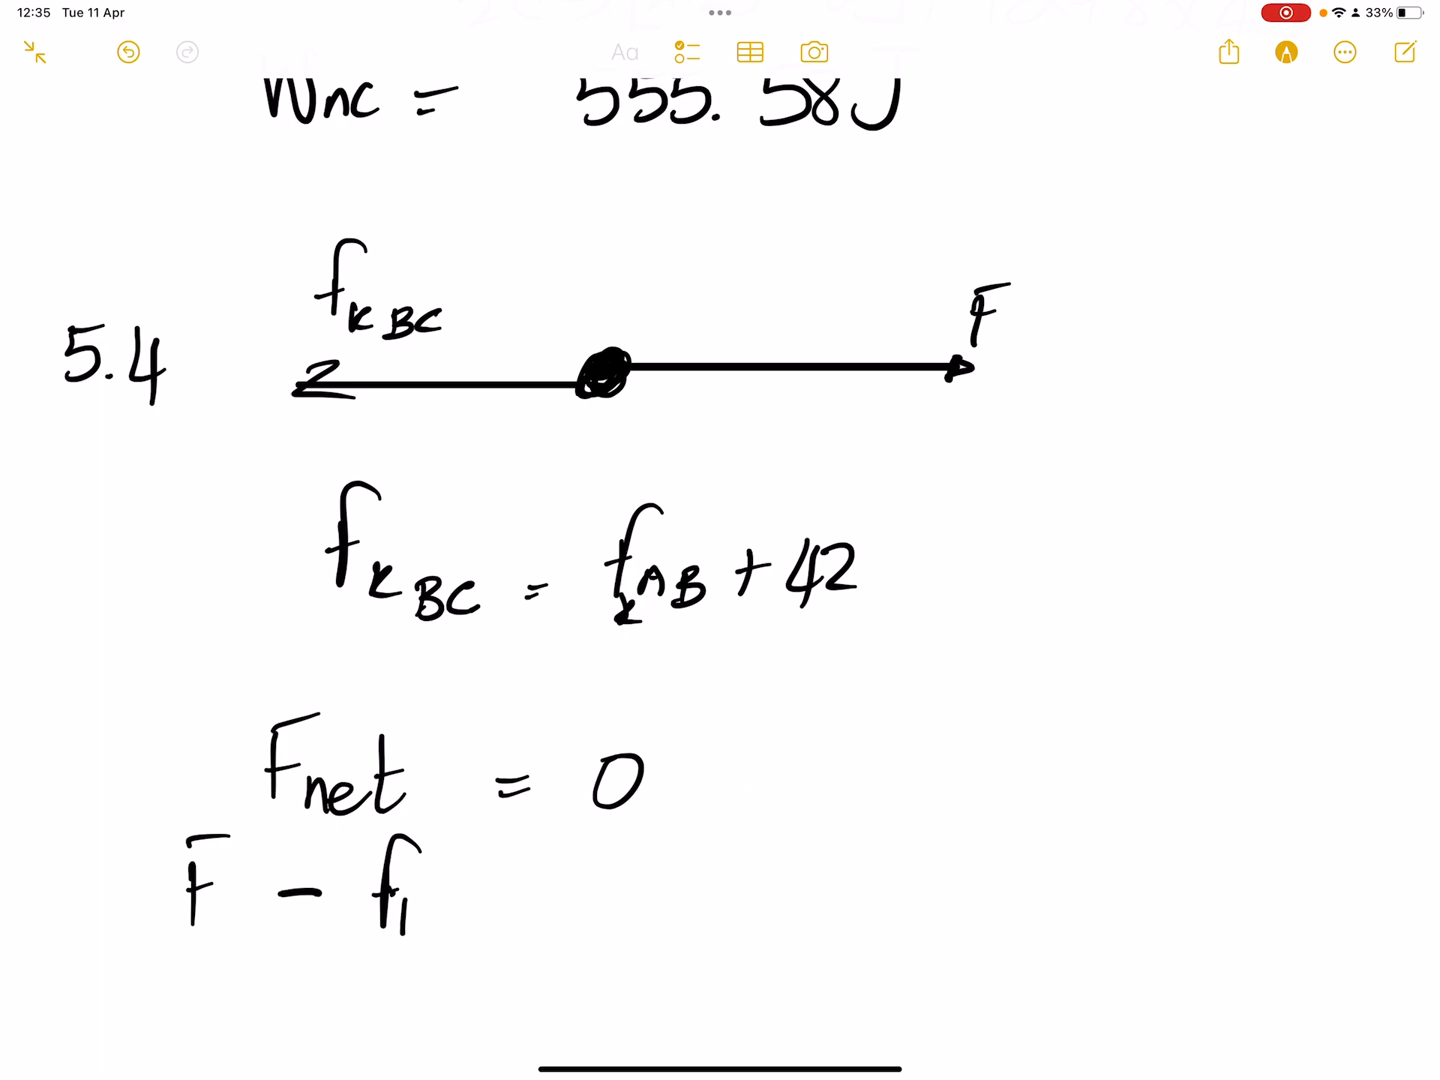 12:35 Tue 11 Apr 33%
Aa
Wnc = 555.58J
fK BC
F
5.4
fK BC = fK AB + 42
Fnet = 0
F - f1